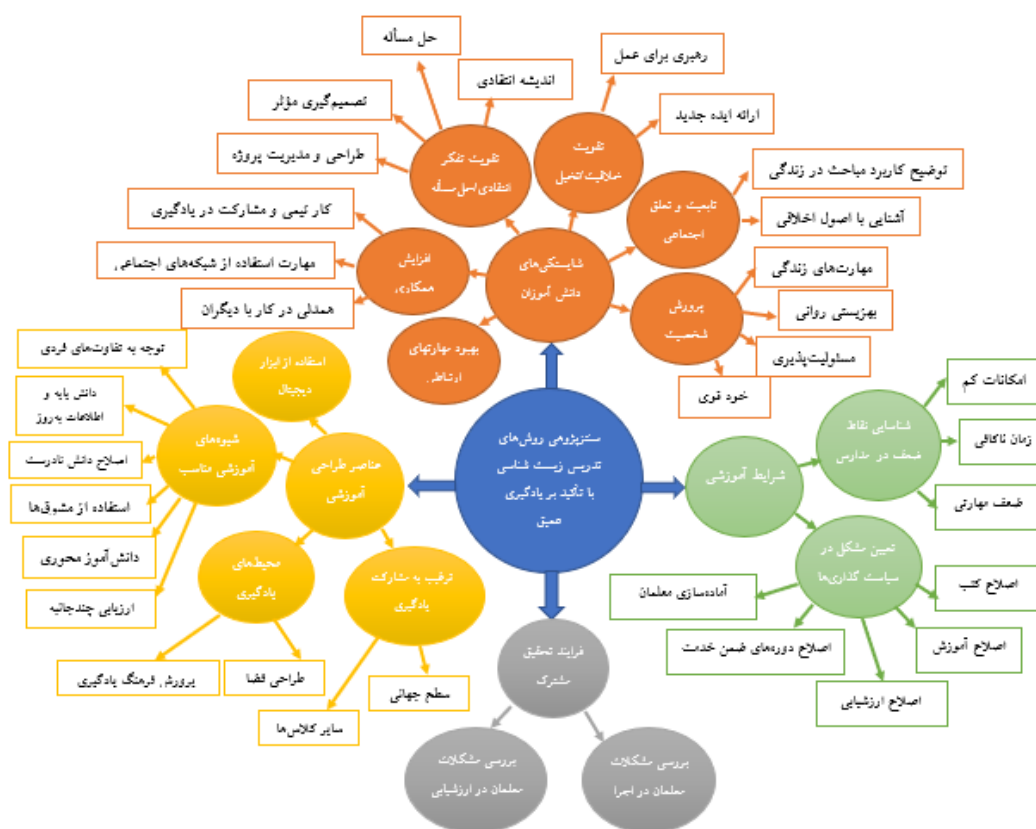 حل مسأله
رهبری برای عمل
اندیشه انتقادی
تصمیم‌گیری مؤثر
ارائه ایده جدید
تقویت
خلاقیت/تخیل
تقویت تفکر
انتقادی/حل مسأله
طراحی و مدیریت پروژه
توضیح کاربرد مباحث در زندگی
تابعیت و تعلق
اجتماعی
آشنایی با اصول اخلاقی
کار تیمی و مشارکت در یادگیری
افزایش
همکاری
شایستگی‌های
دانش آموزان
مهارت استفاده از شبکه‌های اجتماعی
مهارت‌های زندگی
پرورش
شخصیت
بهزیستی روانی
همدلی در کار با دیگران
بهبود مهارتهای
ارتباطی
مسئولیت‌پذیری
خود قوی
استفاده از ابزار
دیجیتال
توجه به تفاوت‌های فردی
دانش پایه و
اطلاعات به‌روز
شیوه‌های
آموزشی مناسب
اصلاح دانش نادرست
استفاده از مشوق‌ها
دانش‌آموز محوری
ارزیابی چندجانبه
عناصر طراحی
آموزشی
سنتزپژوهی روش‌های
تدریس زیست شناسی
با تأکید بر یادگیری
عمیق
شرایط آموزشی
شناسایی نقاط
ضعف در مدارس
امکانات کم
زمان ناکافی
ضعف مهارتی
تعیین مشکل در
سیاست گذاری‌ها
آماده‌سازی معلمان
اصلاح کتب
اصلاح دوره‌های ضمن خدمت
اصلاح آموزش
اصلاح ارزشیابی
محیط‌های
یادگیری
ترغیب به مشارکت
یادگیری
پرورش فرهنگ یادگیری
طراحی فضا
سطح جهانی
سایر کلاس‌ها
فرایند تحقیق
مشترک
بررسی مشکلات
معلمان در ارزشیابی
بررسی مشکلات
معلمان در اجرا